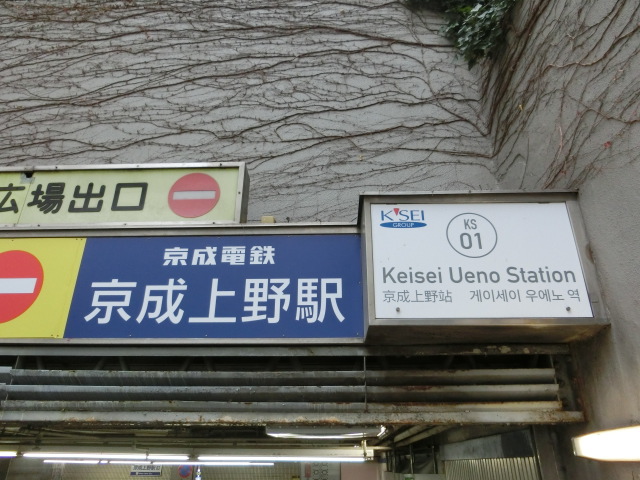 広場出口
京成電鉄
京成上野駅
K'SEI
GROUP
KS
01
Keisei Ueno Station
京成上野站 게이세이 우에노 역